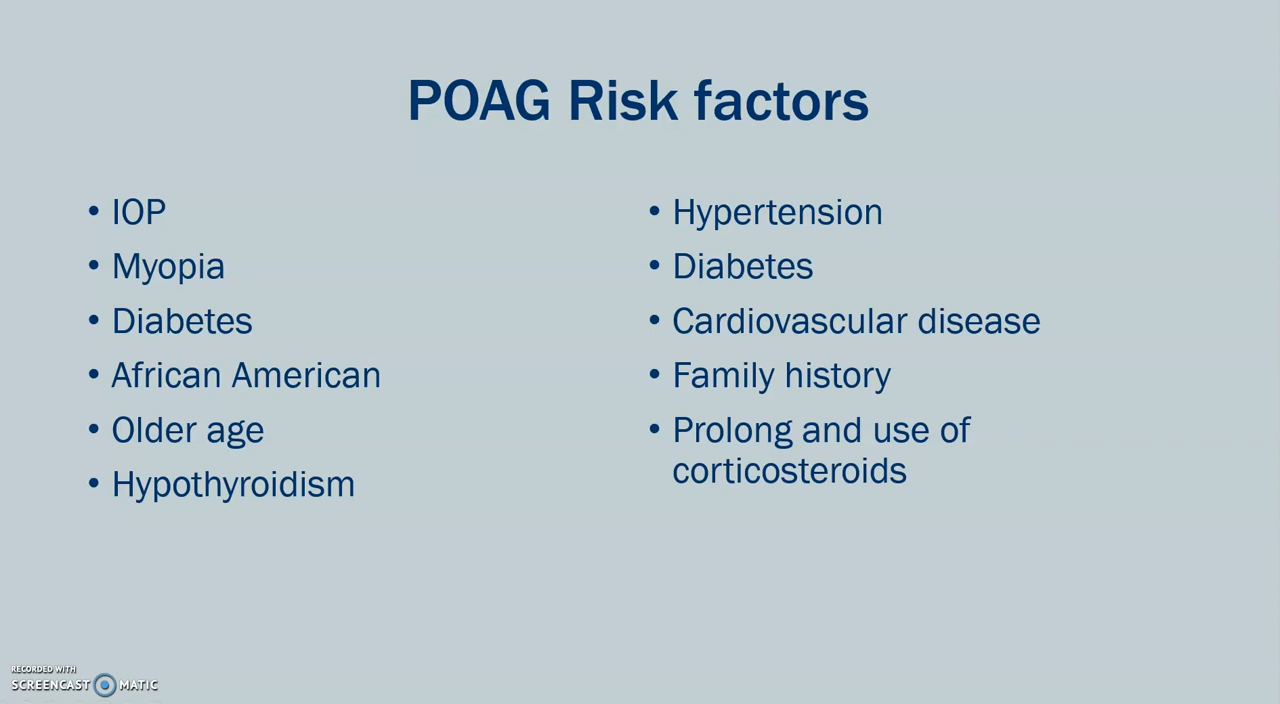 POAG Risk factors
• IOP
• Myopia
• Diabetes
• African American
• Older age
• Hypothyroidism
• Hypertension
• Diabetes
• Cardiovascular disease
• Family history
• Prolong and use of
corticosteroids
RECORDED WITH
SCREENCAST MATIC